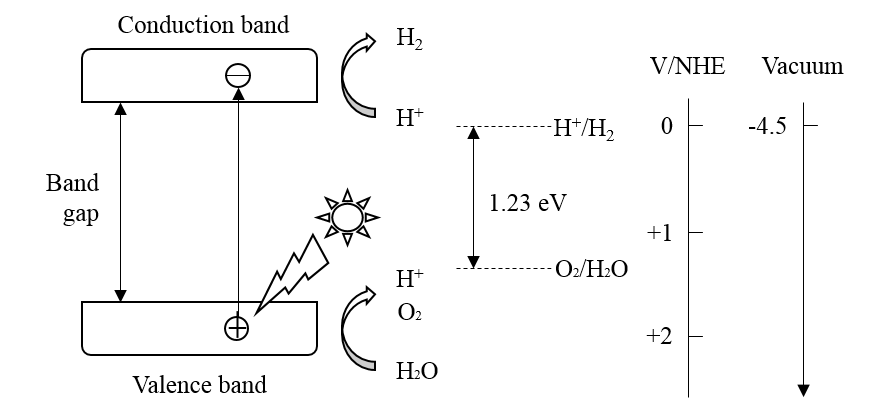 Conduction band
H₂
H⁺
Band
gap
H⁺
O₂
H₂O
Valence band
H⁺/H₂
1.23 eV
O₂/H₂O
V/NHE
0
+1
+2
Vacuum
-4.5